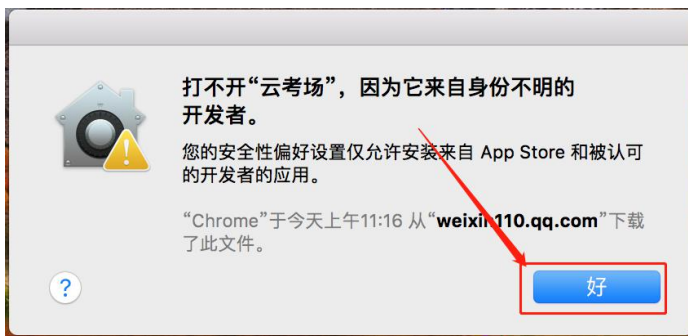 打不开“云考场”，因为它来自身份不明的
开发者。
您的安全性偏好设置仅允许安装来自 App Store 和被认可
的开发者的应用。
“Chrome”于今天上午11:16 从“weixin110.qq.com”下载
了此文件。
?
好